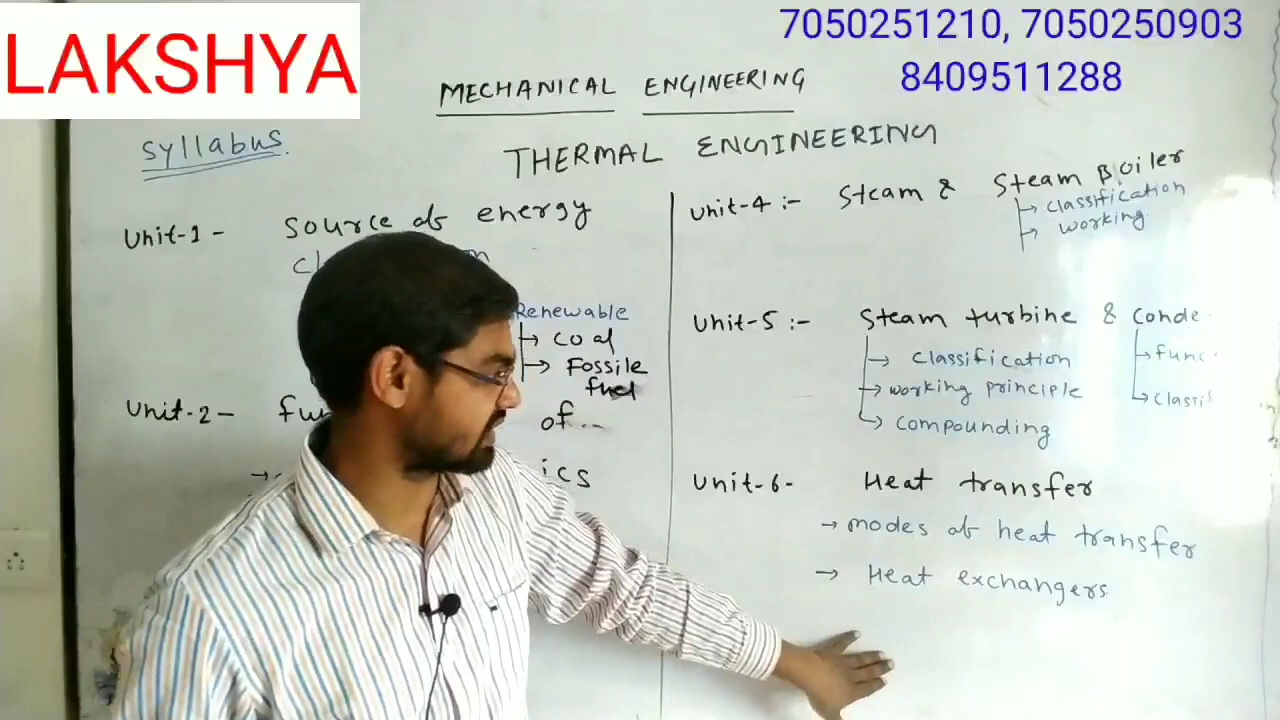 LAKSHYA
7050251210, 7050250903
8409511288
MECHANICAL ENGINEERING
Syllabus.
THERMAL ENGINEERING
Unit-1 - Source of energy
Renewable
→ coal
→ Fossile
fuel
Unit-2 - of
Unit-4 :- Steam & Steam Boiler
→ classification
→ working
Unit-5 :- Steam turbine &
→ classification
→ working principle
→ compounding
Unit-6- Heat transfer
→ modes of heat transfer
→ Heat exchangers